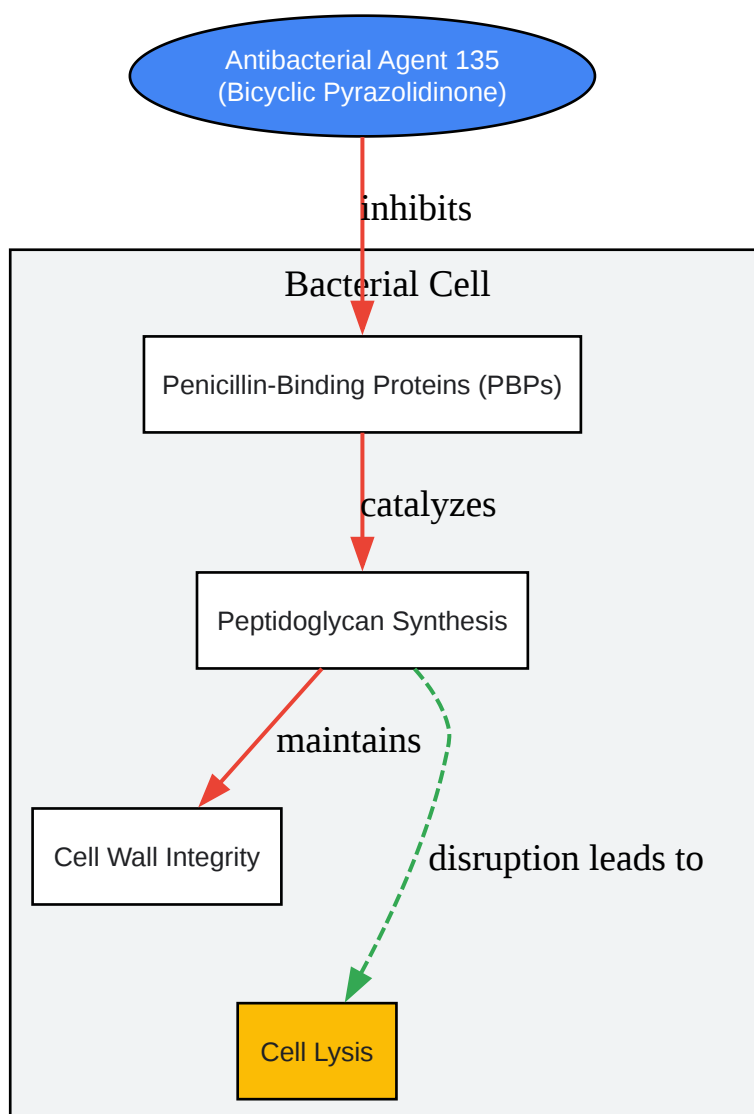 Antibacterial Agent 135
(Bicyclic Pyrazolidinone)
inhibits
Bacterial Cell
Penicillin-Binding Proteins (PBPs)
catalyzes
Peptidoglycan Synthesis
maintains
Cell Wall Integrity
disruption leads to
Cell Lysis